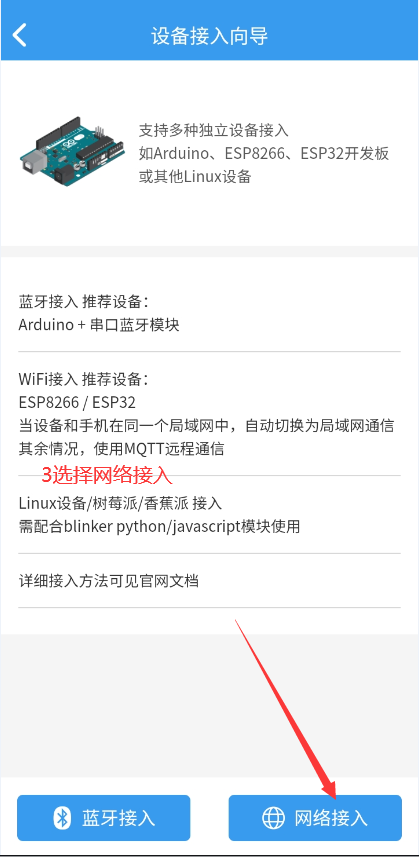 设备接入向导
支持多种独立设备接入
如Arduino、ESP8266、ESP32开发板
或其他Linux设备
蓝牙接入 推荐设备：
Arduino + 串口蓝牙模块
WiFi接入 推荐设备：
ESP8266 / ESP32
当设备和手机在同一个局域网中，自动切换为局域网通信
其余情况，使用MQTT远程通信
3选择网络接入
Linux设备/树莓派/香蕉派 接入
需配合blinker python/javascript模块使用
详细接入方法可见官网文档
蓝牙接入
网络接入